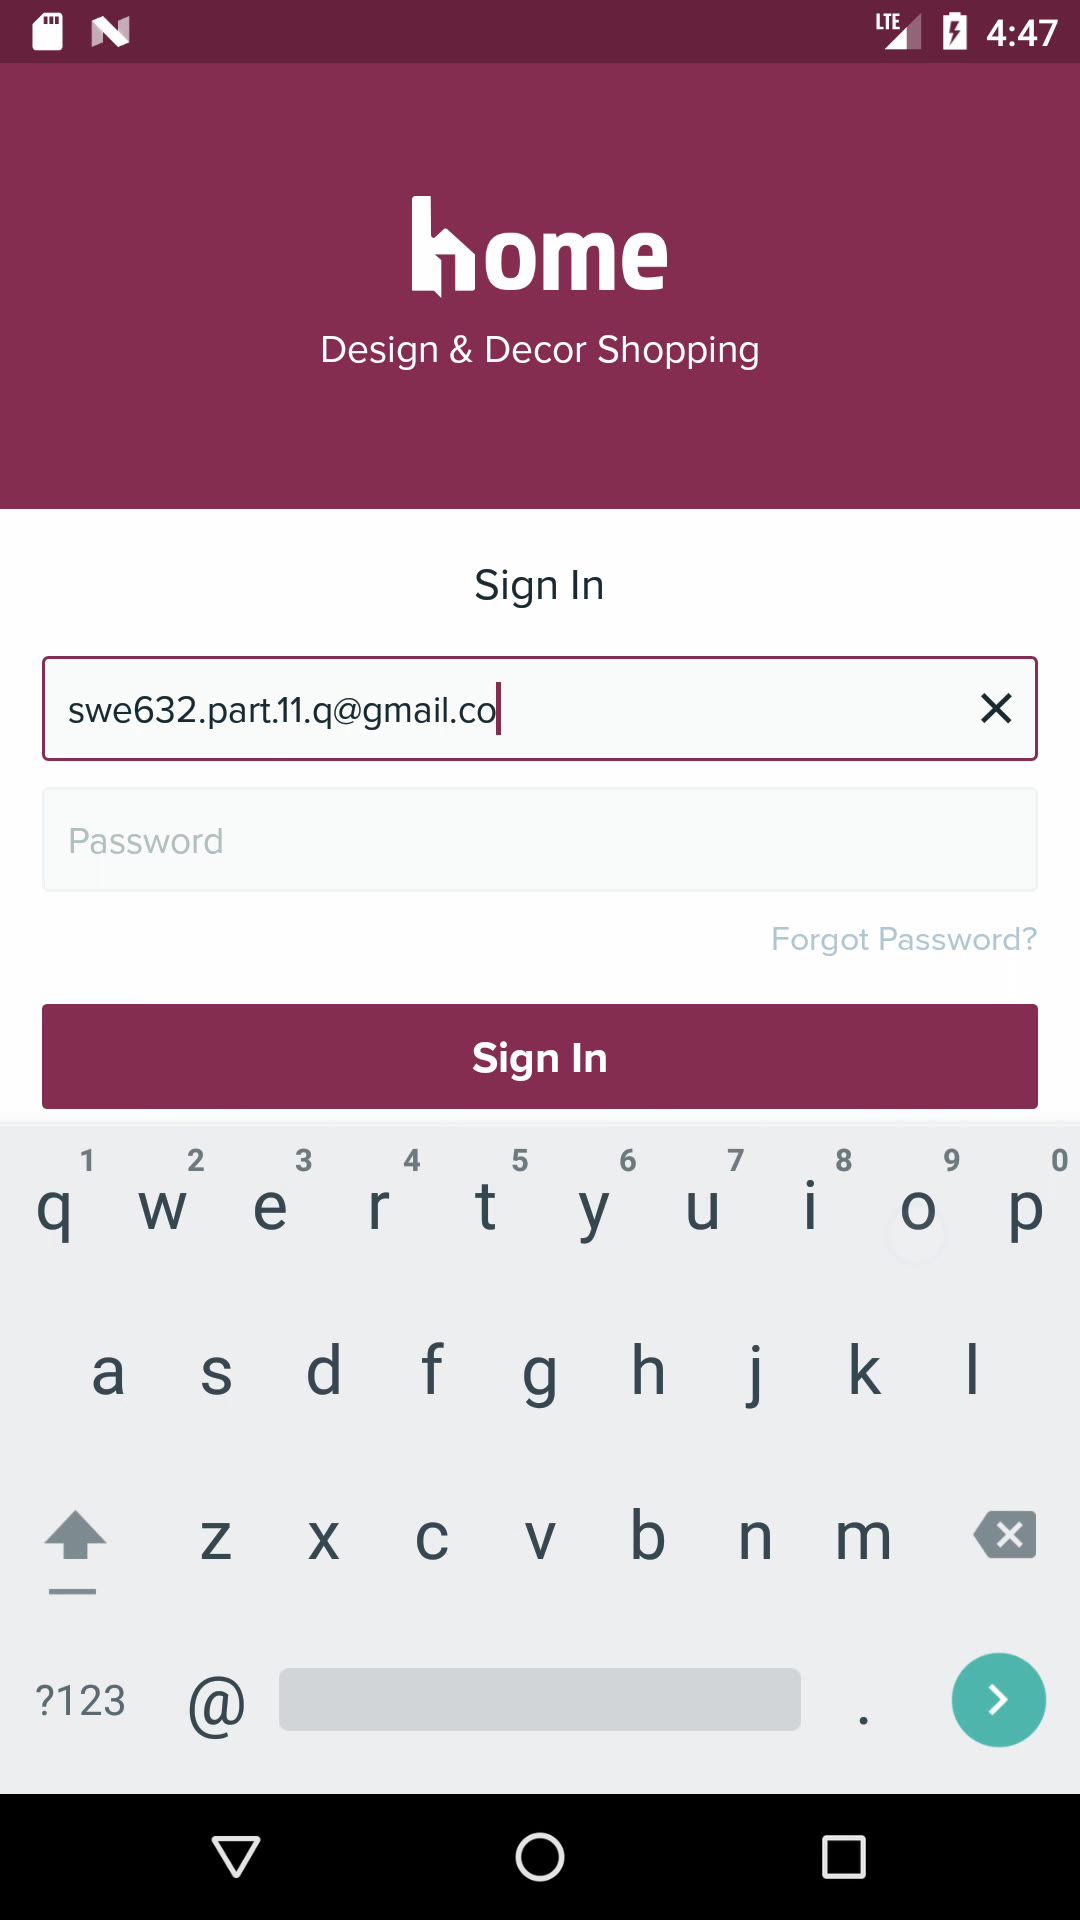 LTE 4:47
home
Design & Decor Shopping
Sign In
swe632.part.11.q@gmail.co
Password
Forgot Password?
Sign In
1 2 3 4 5 6 7 8 9 0
q w e r t y u i o p
a s d f g h j k l
z x c v b n m
?123 @ .